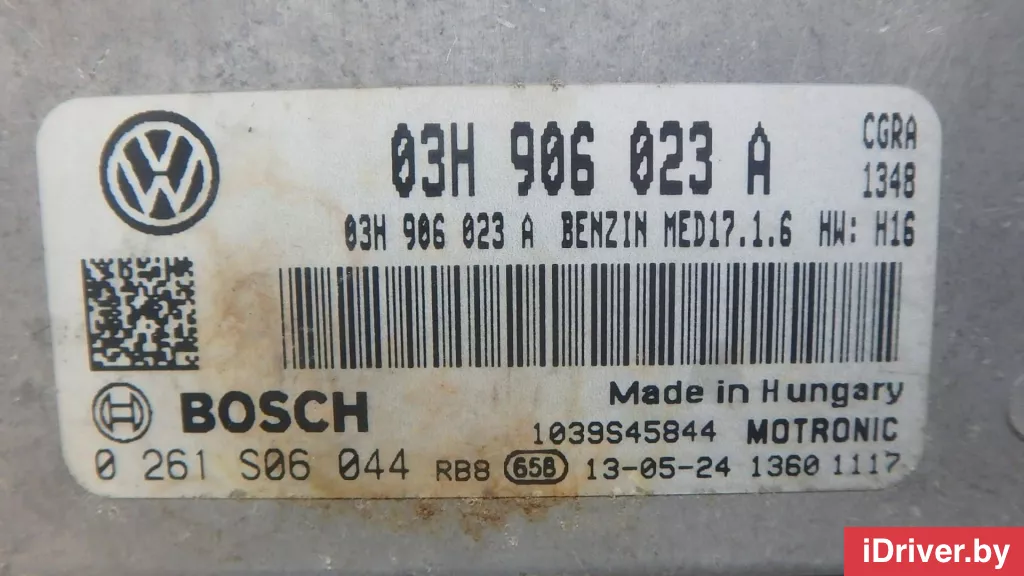 03H 906 023 A
CGRA
1348
03H 906 023 A BENZIN MED17.1.6 HW: H16
Made in Hungary
BOSCH
1039S45844 MOTRONIC
0 261 S06 044 RB8 658 13-05-24 1360 1117
iDriver.by